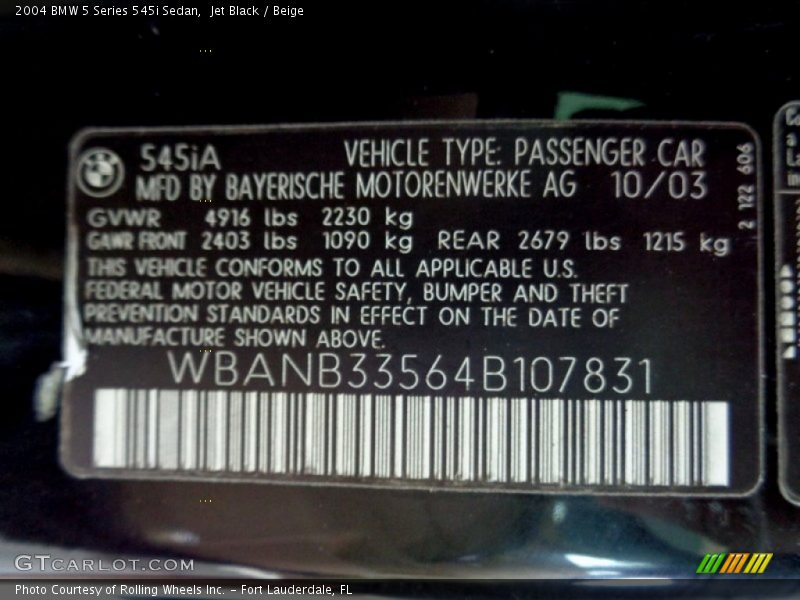 2004 BMW 5 Series 545i Sedan,  Jet Black / Beige
545iA VEHICLE TYPE: PASSENGER CAR
MFD BY BAYERISCHE MOTORENWERKE AG 10/03
GVWR 4916 lbs 2230 kg
GAWR FRONT 2403 lbs 1090 kg REAR 2679 lbs 1215 kg
THIS VEHICLE CONFORMS TO ALL APPLICABLE U.S.
FEDERAL MOTOR VEHICLE SAFETY, BUMPER AND THEFT
PREVENTION STANDARDS IN EFFECT ON THE DATE OF
MANUFACTURE SHOWN ABOVE.
WBANB33564B107831
2 122 606
GTCARLOT.COM
Photo Courtesy of Rolling Wheels Inc. – Fort Lauderdale, FL